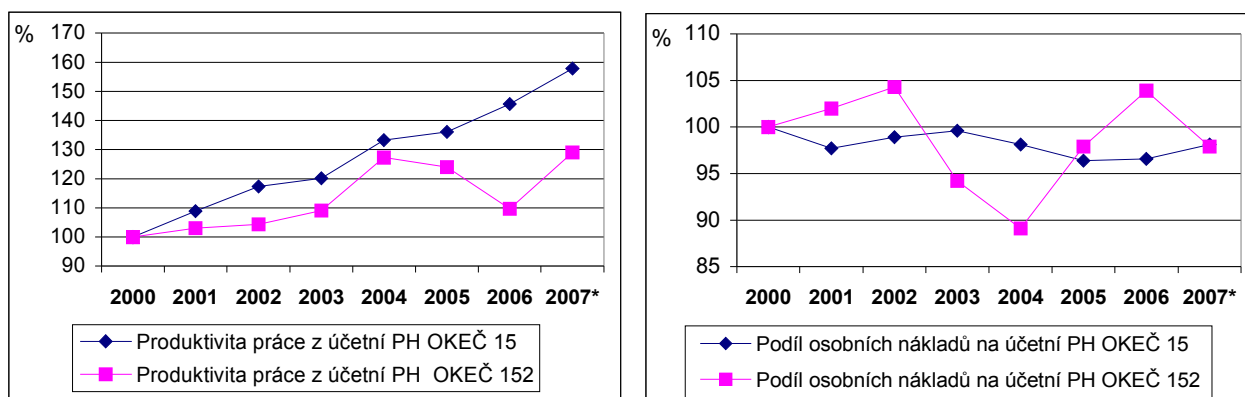 %
170
160
150
140
130
120
110
100
90
2000 2001 2002 2003 2004 2005 2006 2007*
Produktivita práce z účetní PH OKEČ 15
Produktivita práce z účetní PH OKEČ 152
%
110
105
100
95
90
85
2000 2001 2002 2003 2004 2005 2006 2007*
Podíl osobních nákladů na účetní PH OKEČ 15
Podíl osobních nákladů na účetní PH OKEČ 152